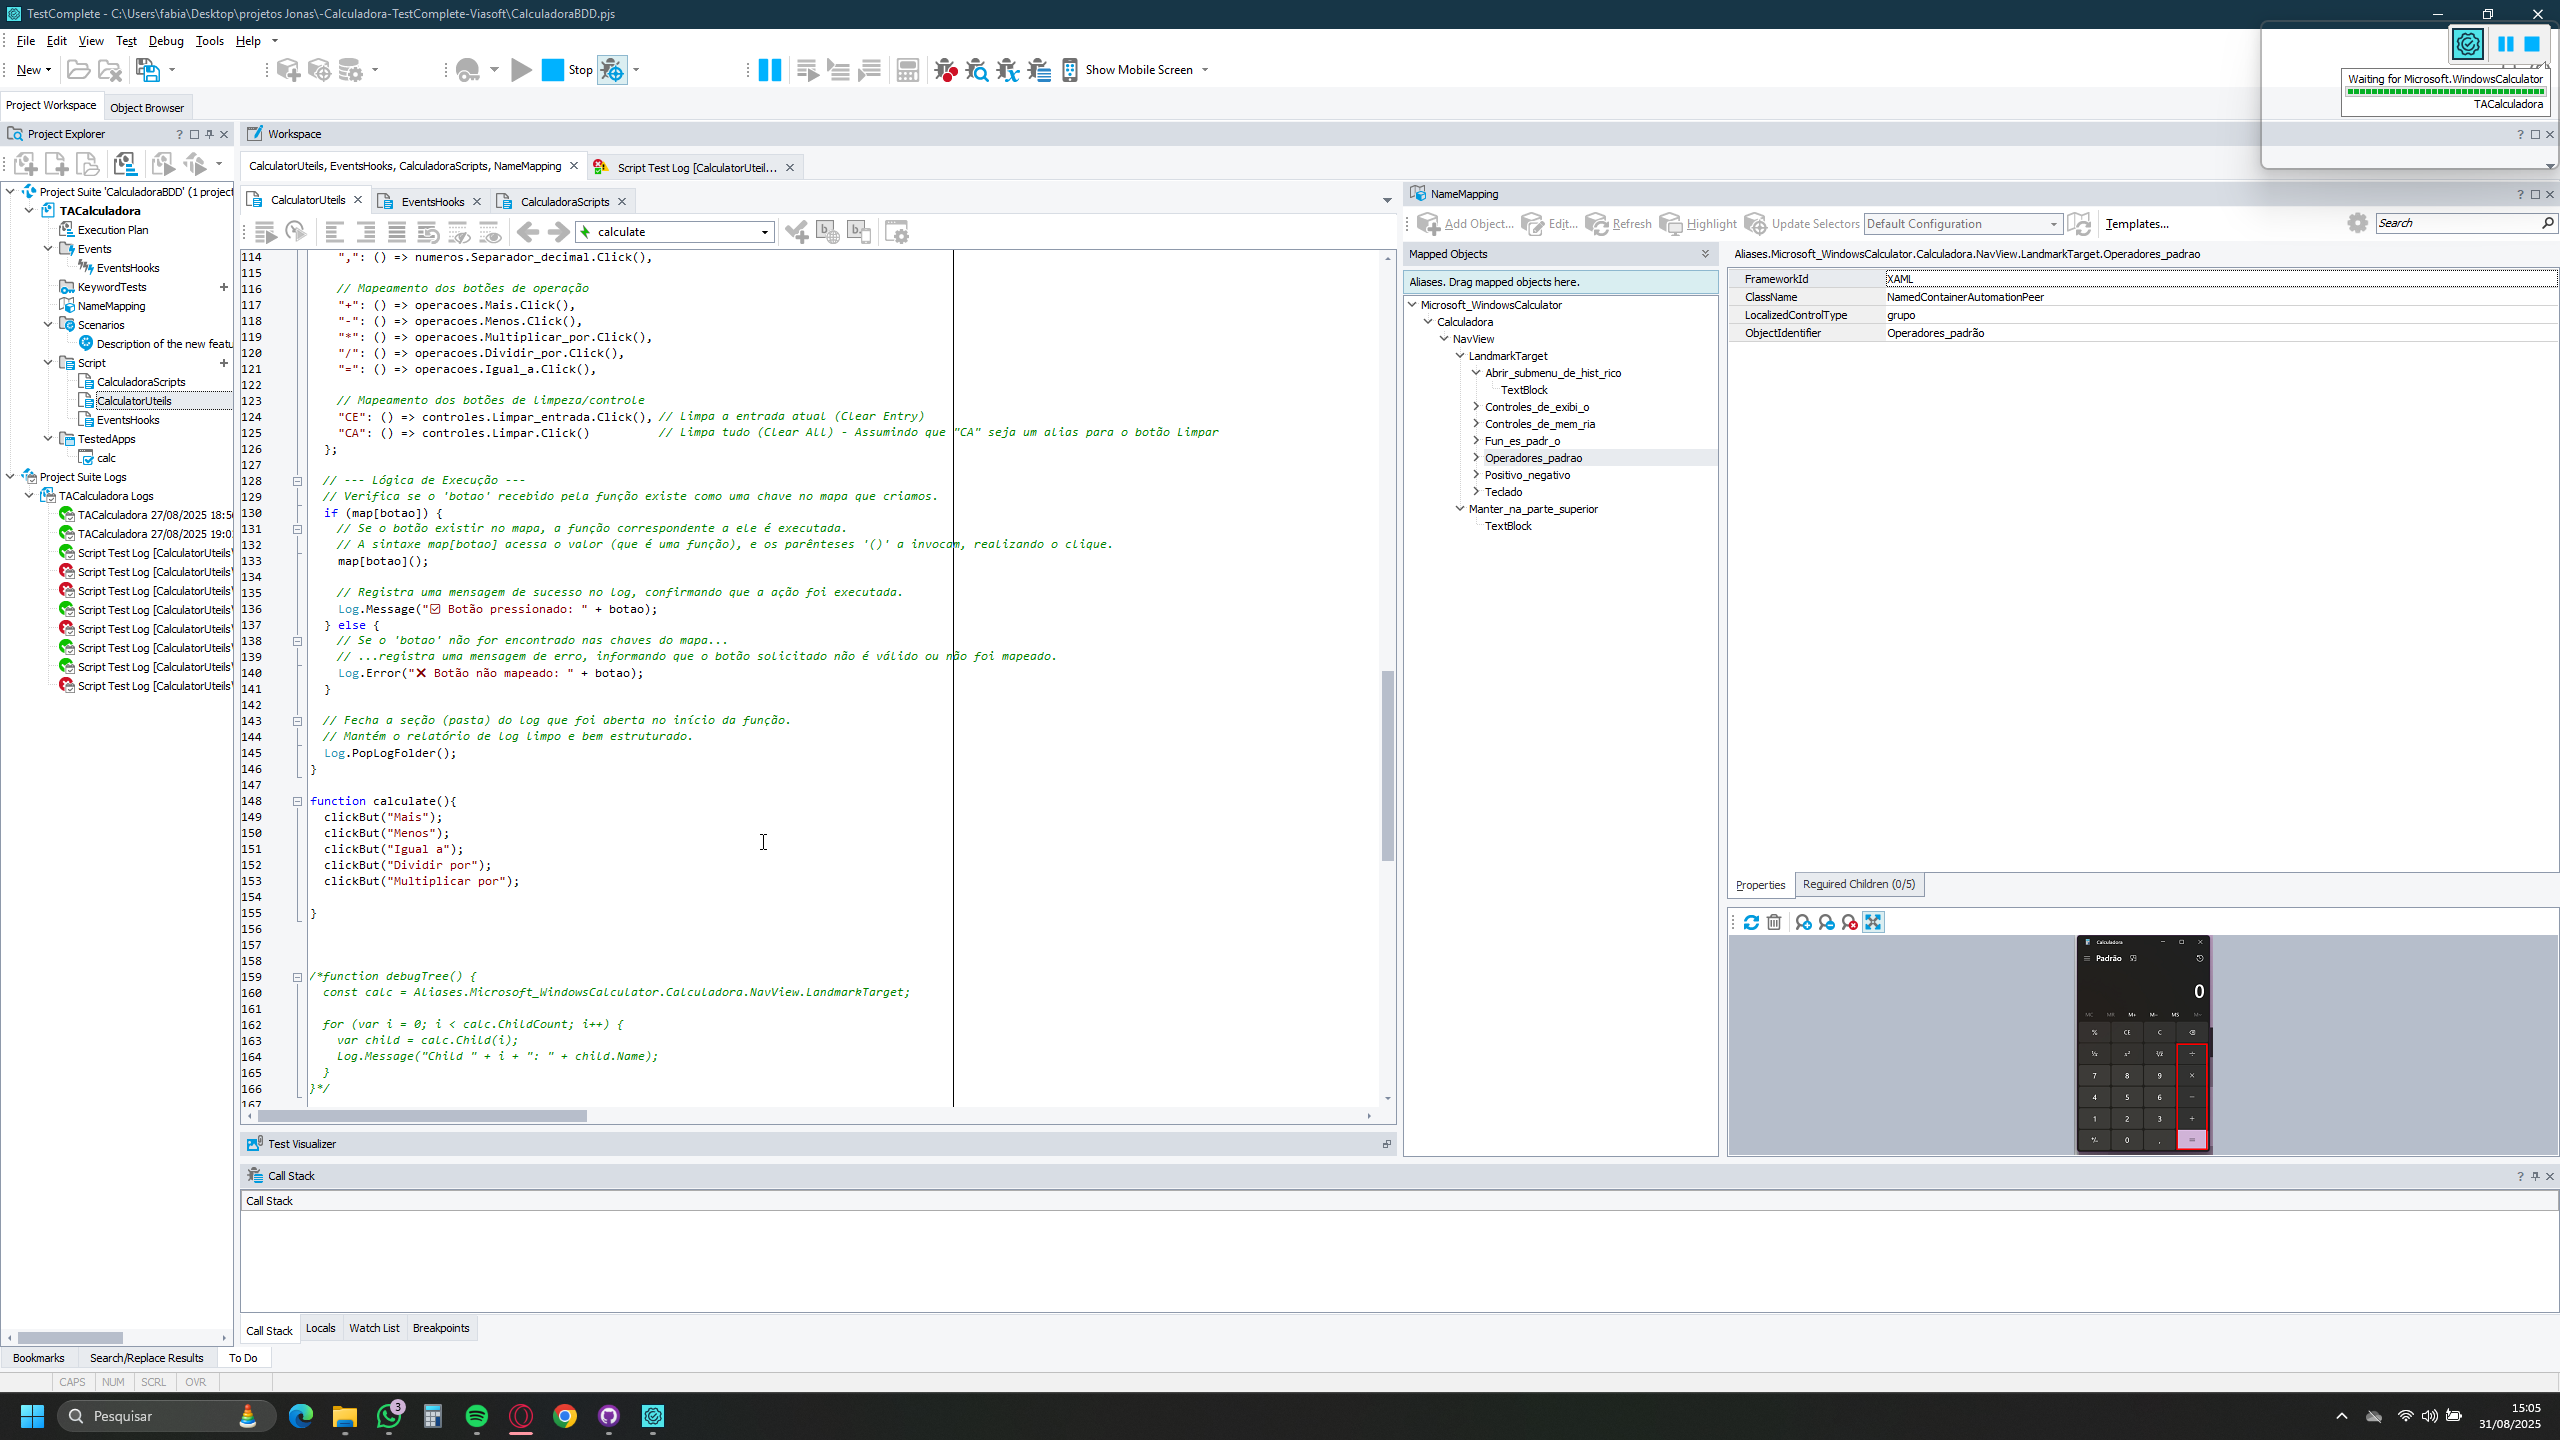 TestComplete - C:\Users\fabia\Desktop\projetos Jonas\-Calculadora-TestComplete-Viasoft\CalculadoraBDD.pjs
File Edit View Test Debug Tools Help
New Stop Show Mobile Screen
Waiting for Microsoft.WindowsCalculator
TACalculadora
Project Workspace Object Browser
Project Explorer
Project Suite 'CalculadoraBDD' (1 project
TACalculadora
Execution Plan
Events
EventsHooks
KeywordTests
NameMapping
Scenarios
Description of the new featu
Script
CalculadoraScripts
CalculatorUteils
EventsHooks
TestedApps
calc
Project Suite Logs
TACalculadora Logs
TACalculadora 27/08/2025 18:5
TACalculadora 27/08/2025 19:0
Script Test Log [CalculatorUteils\
Script Test Log [CalculatorUteils\
Script Test Log [CalculatorUteils\
Script Test Log [CalculatorUteils\
Script Test Log [CalculatorUteils\
Script Test Log [CalculatorUteils\
Script Test Log [CalculatorUteils\
Script Test Log [CalculatorUteils\
Workspace
CalculatorUteils, EventsHooks, CalculadoraScripts, NameMapping Script Test Log [CalculatorUteil...
CalculatorUteils EventsHooks CalculadoraScripts
calculate
114 ",": () => numeros.Separador_decimal.Click(),
115
116 // Mapeamento dos botões de operação
117 "+": () => operacoes.Mais.Click(),
118 "-": () => operacoes.Menos.Click(),
119 "*": () => operacoes.Multiplicar_por.Click(),
120 "/": () => operacoes.Dividir_por.Click(),
121 "=": () => operacoes.Igual_a.Click(),
122
123 // Mapeamento dos botões de limpeza/controle
124 "CE": () => controles.Limpar_entrada.Click(), // Limpa a entrada atual (Clear Entry)
125 "CA": () => controles.Limpar.Click() // Limpa tudo (Clear All) - Assumindo que "CA" seja um alias para o botão Limpar
126 };
127
128 // --- Lógica de Execução ---
129 // Verifica se o 'botao' recebido pela função existe como uma chave no mapa que criamos.
130 if (map[botao]) {
131 // Se o botão existir no mapa, a função correspondente a ele é executada.
132 // A sintaxe map[botao] acessa o valor (que é uma função), e os parênteses '()' a invocam, realizando o clique.
133 map[botao]();
134
135 // Registra uma mensagem de sucesso no log, confirmando que a ação foi executada.
136 Log.Message("☑ Botão pressionado: " + botao);
137 } else {
138 // Se o 'botao' não for encontrado nas chaves do mapa...
139 // ...registra uma mensagem de erro, informando que o botão solicitado não é válido ou não foi mapeado.
140 Log.Error("❌ Botão não mapeado: " + botao);
141 }
142
143 // Fecha a seção (pasta) do log que foi aberta no início da função.
144 // Mantém o relatório de log limpo e bem estruturado.
145 Log.PopLogFolder();
146 }
147
148 function calculate(){
149 clickBut("Mais");
150 clickBut("Menos");
151 clickBut("Igual a");
152 clickBut("Dividir por");
153 clickBut("Multiplicar por");
154
155 }
156
157
158
159 /*function debugTree() {
160 const calc = Aliases.Microsoft_WindowsCalculator.Calculadora.NavView.LandmarkTarget;
161
162 for (var i = 0; i < calc.ChildCount; i++) {
163 var child = calc.Child(i);
164 Log.Message("Child " + i + ": " + child.Name);
165 }
166 }*/
167
Test Visualizer
NameMapping
Add Object... Edit... Refresh Highlight Update Selectors Default Configuration Templates... Search
Mapped Objects
Aliases. Drag mapped objects here.
Microsoft_WindowsCalculator
Calculadora
NavView
LandmarkTarget
Abrir_submenu_de_hist_rico
TextBlock
Controles_de_exibi_o
Controles_de_mem_ria
Fun_es_padr_o
Operadores_padrao
Positivo_negativo
Teclado
Manter_na_parte_superior
TextBlock
Aliases.Microsoft_WindowsCalculator.Calculadora.NavView.LandmarkTarget.Operadores_padrao
FrameworkId XAML
ClassName NamedContainerAutomationPeer
LocalizedControlType grupo
ObjectIdentifier Operadores_padrão
Properties Required Children (0/5)
Calculadora
Padrão
0
MC MR M+ M- MS
% CE C
7 8 9 ×
4 5 6 −
1 2 3 +
+/- 0 , =
Call Stack
Call Stack
Call Stack Locals Watch List Breakpoints
Bookmarks Search/Replace Results To Do
CAPS NUM SCRL OVR
Pesquisar
3
15:05
31/08/2025